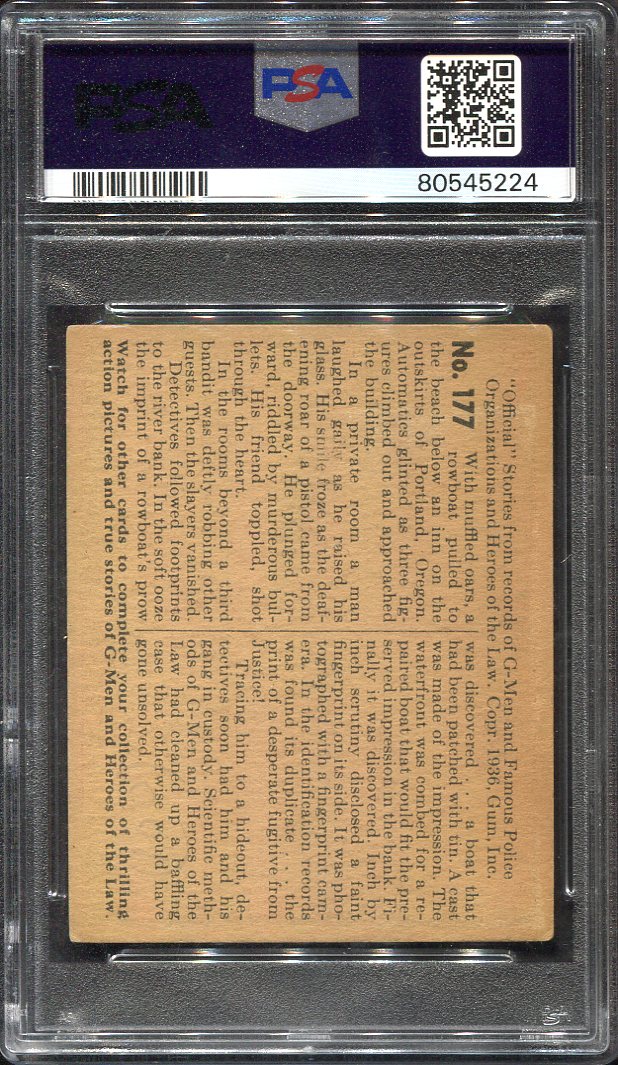 PSA
PSA
80545224
"Official" Stories from records of G-Men and Famous Police
Organizations and Heroes of the Law. Copr. 1936, Gum, Inc.
No. 177
With muffled oars, a
rowboat pulled to
the beach below an inn on the
outskirts of Portland, Oregon.
Automatics glinted as three fig-
ures climbed out and approached
the building.
In a private room a man
laughed gaily as he raised his
glass. His smile froze as the deaf-
ening roar of a pistol came from
the doorway. He plunged for-
ward, riddled by murderous bul-
lets. His friend toppled, shot
through the heart.
In the rooms beyond a third
bandit was deftly robbing other
guests. Then the slayers vanished.
Detectives followed footprints
to the river bank. In the soft ooze
the imprint of a rowboat's prow
was discovered . . . a boat that
had been patched with tin. A cast
was made of the impression. The
waterfront was combed for a re-
paired boat that would fit the pre-
served impression in the bank. Fi-
nally it was discovered. Inch by
inch scrutiny disclosed a faint
fingerprint on its side. It was pho-
tographed with a fingerprint cam-
era. In the identification records
was found its duplicate . . . the
print of a desperate fugitive from
Justice!
Tracing him to a hideout, de-
tectives soon had him and his
gang in custody. Scientific meth-
ods of G-Men and Heroes of the
Law had cleaned up a baffling
case that otherwise would have
gone unsolved.
Watch for other cards to complete your collection of thrilling
action pictures and true stories of G-Men and Heroes of the Law.